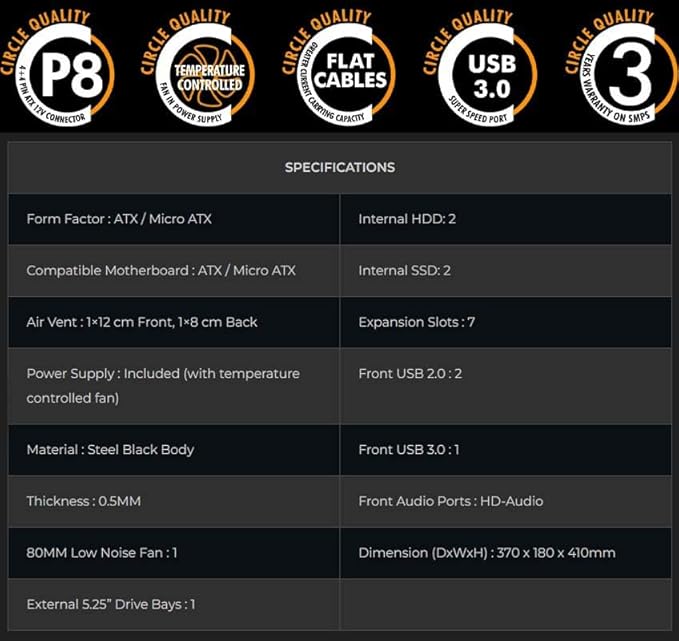 CIRCLE QUALITY
P8
4+4 PIN ATX 12V CONNECTOR
CIRCLE QUALITY
TEMPERATURE
CONTROLLED
FAN IN POWER SUPPLY
CIRCLE QUALITY
FLAT
CABLES
GREATER CURRENT CARRYING CAPACITY
CIRCLE QUALITY
USB
3.0
SUPER SPEED PORT
CIRCLE QUALITY
3
YEARS WARRANTY ON SMPS
SPECIFICATIONS
Form Factor : ATX / Micro ATX
Internal HDD: 2
Compatible Motherboard : ATX / Micro ATX
Internal SSD: 2
Air Vent : 1×12 cm Front, 1×8 cm Back
Expansion Slots : 7
Power Supply : Included (with temperature
controlled fan)
Front USB 2.0 : 2
Material : Steel Black Body
Front USB 3.0 : 1
Thickness : 0.5MM
Front Audio Ports : HD-Audio
80MM Low Noise Fan : 1
Dimension (DxWxH) : 370 x 180 x 410mm
External 5.25” Drive Bays : 1